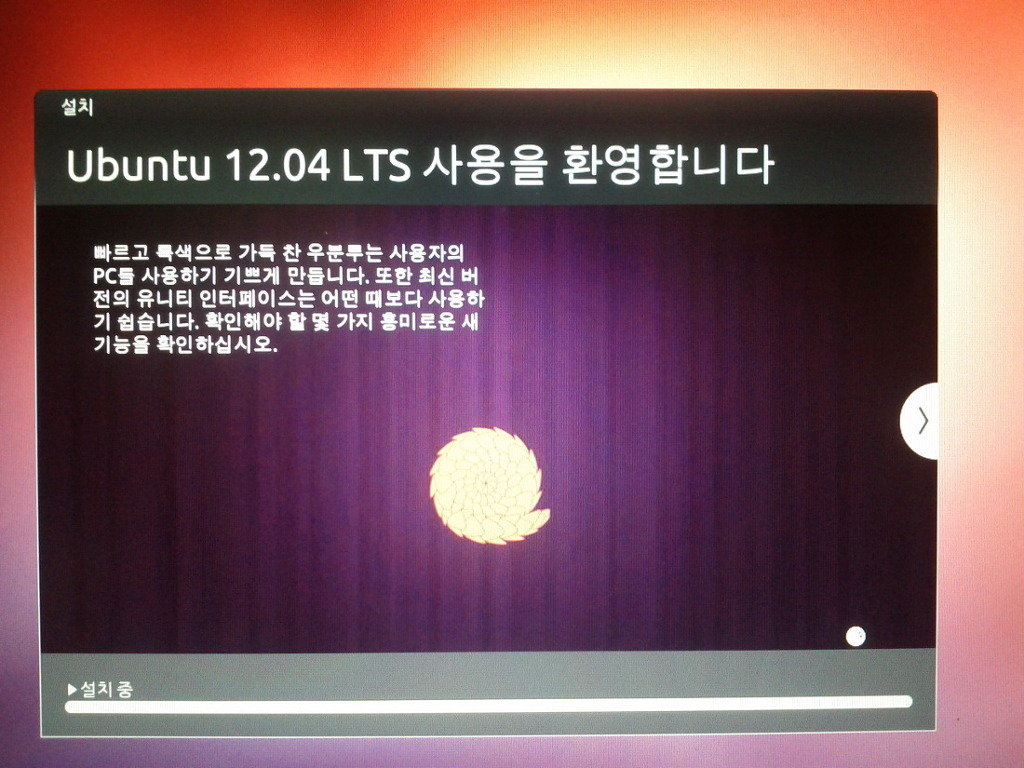 설치
Ubuntu 12.04 LTS 사용을 환영합니다
빠르고 특색으로 가득 찬 우분투는 사용자의
PC를 사용하기 기쁘게 만듭니다. 또한 최신 버
전의 유니티 인터페이스는 어떤 때보다 사용하
기 쉽습니다. 확인해야 할 몇 가지 흥미로운 새
기능을 확인하십시오.
설치 중